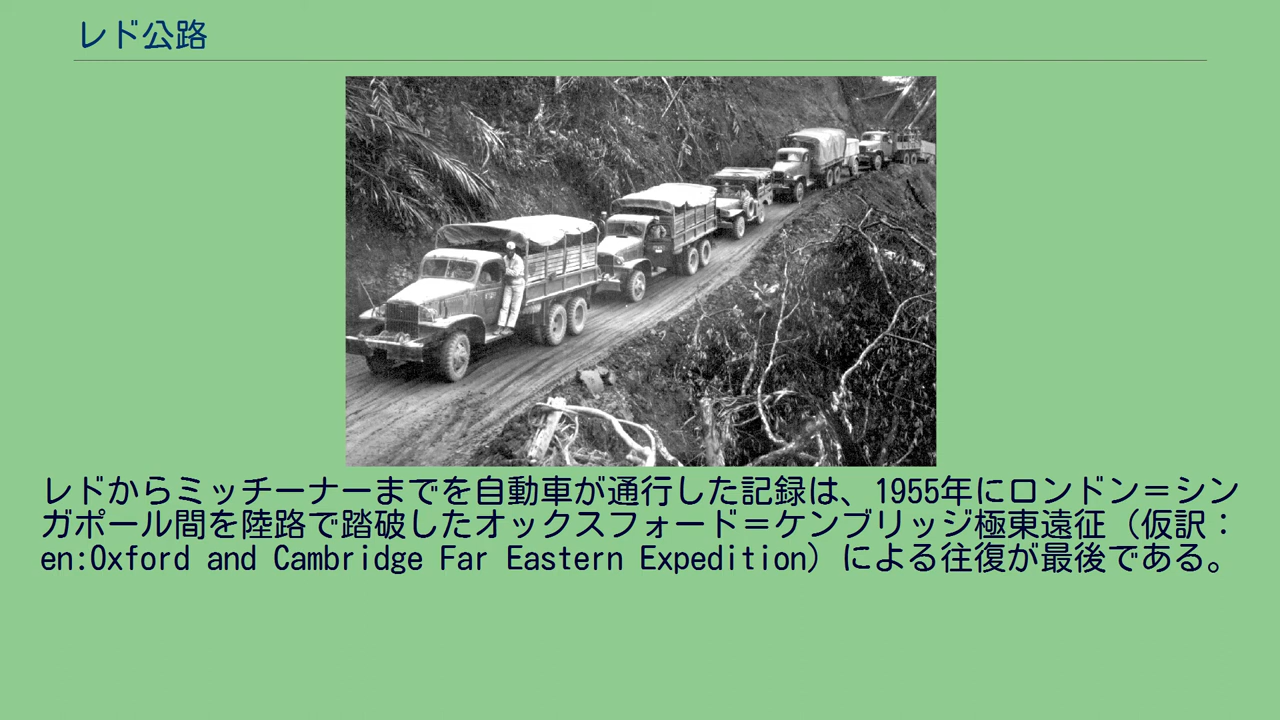 レド公路
レドからミッチーナーまでを自動車が通行した記録は、1955年にロンドン＝シン
ガポール間を陸路で踏破したオックスフォード＝ケンブリッジ極東遠征（仮訳：
en:Oxford and Cambridge Far Eastern Expedition）による往復が最後である。